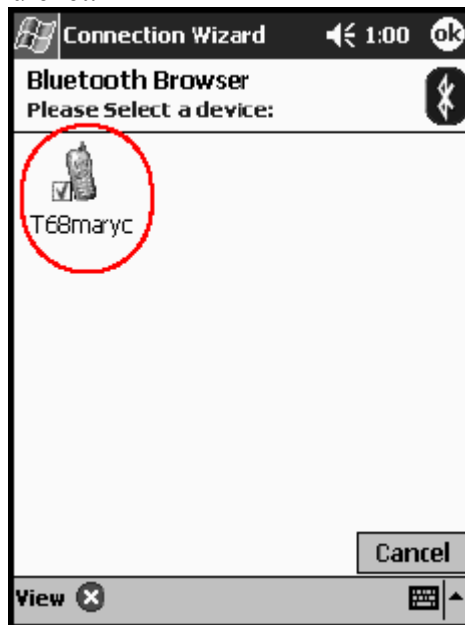 Connection Wizard 1:00 ok
Bluetooth Browser
Please Select a device:
T68maryc
Cancel
View